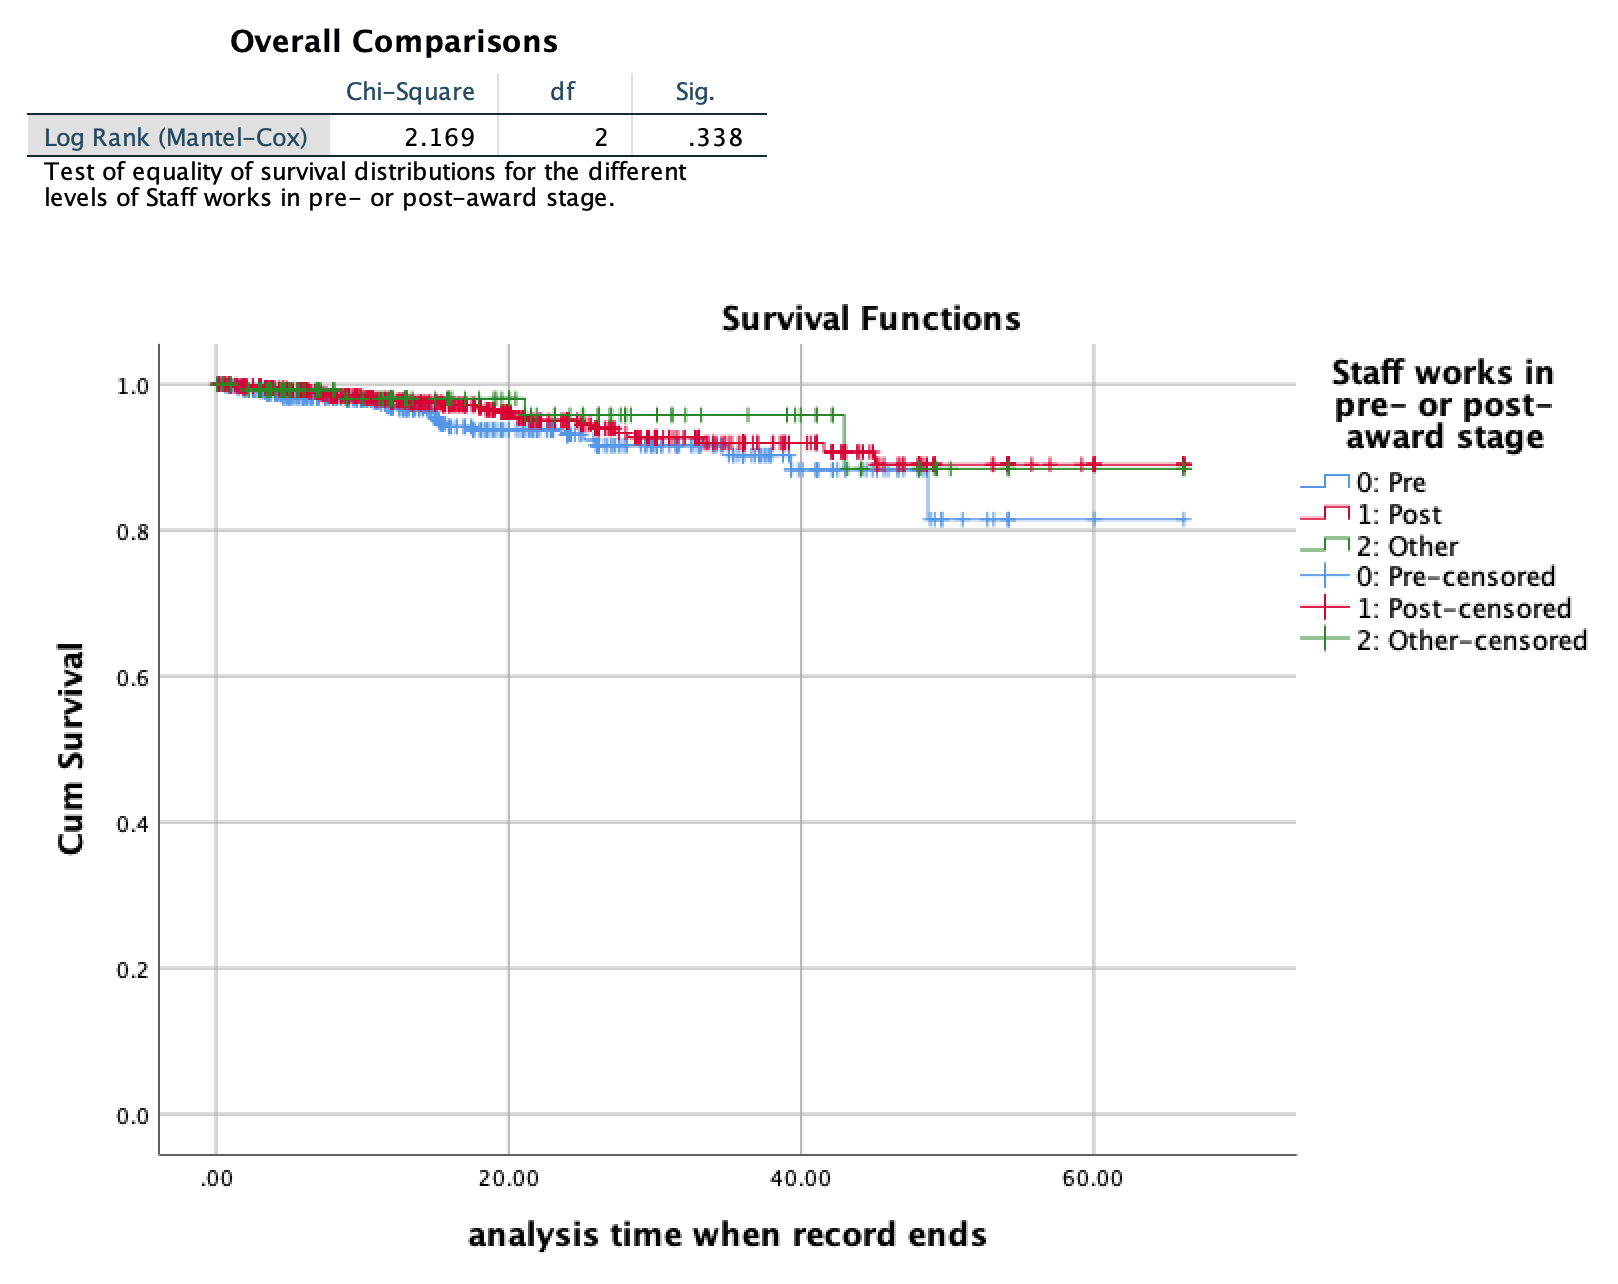 Overall Comparisons
Chi-Square df Sig.
Log Rank (Mantel-Cox) 2.169 2 .338
Test of equality of survival distributions for the different
levels of Staff works in pre- or post-award stage.
Survival Functions
Staff works in
pre- or post-
award stage
0: Pre
1: Post
2: Other
0: Pre-censored
1: Post-censored
2: Other-censored
Cum Survival
1.0
0.8
0.6
0.4
0.2
0.0
.00 20.00 40.00 60.00
analysis time when record ends